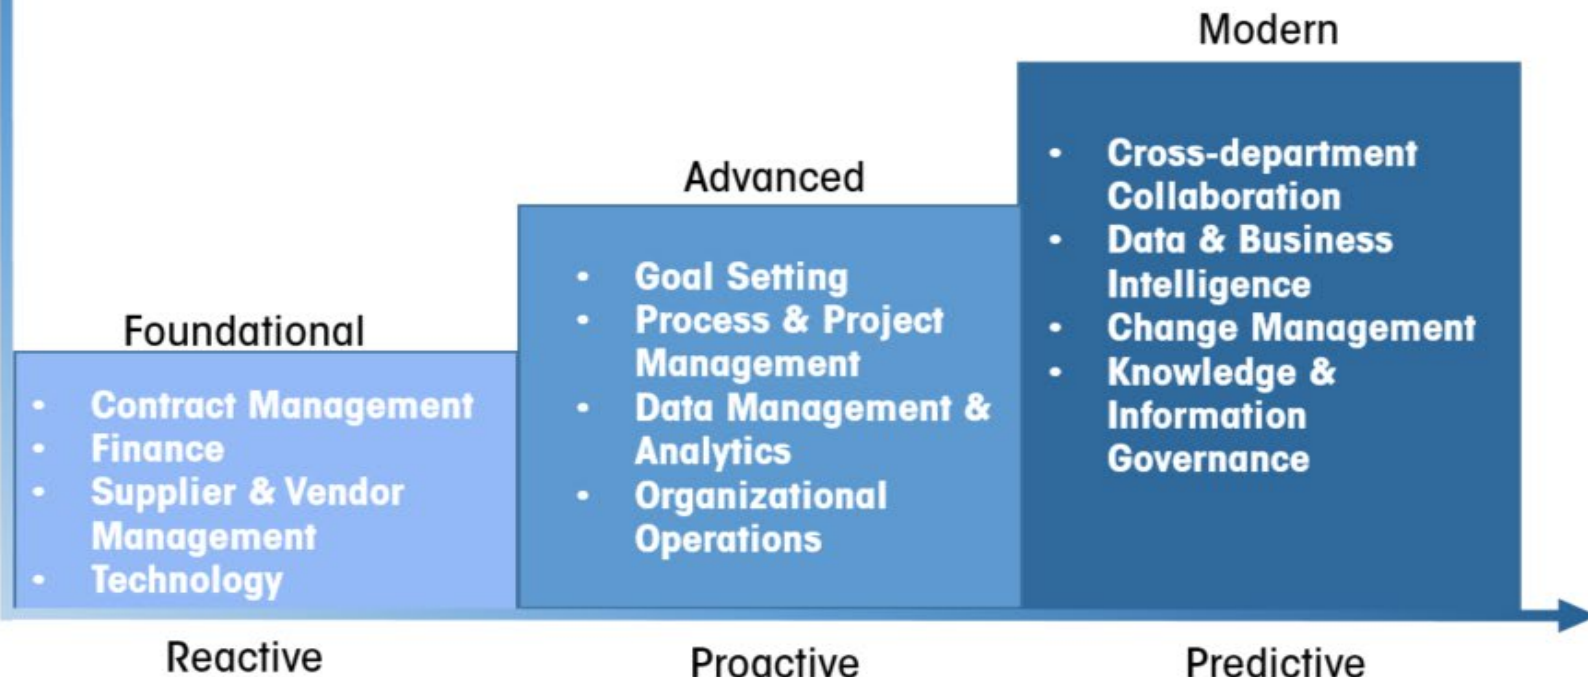 Modern
• Cross-department
Collaboration
• Data & Business
Intelligence
• Change Management
• Knowledge &
Information
Governance
Advanced
• Goal Setting
• Process & Project
Management
• Data Management &
Analytics
• Organizational
Operations
Foundational
• Contract Management
• Finance
• Supplier & Vendor
Management
• Technology
Reactive
Proactive
Predictive